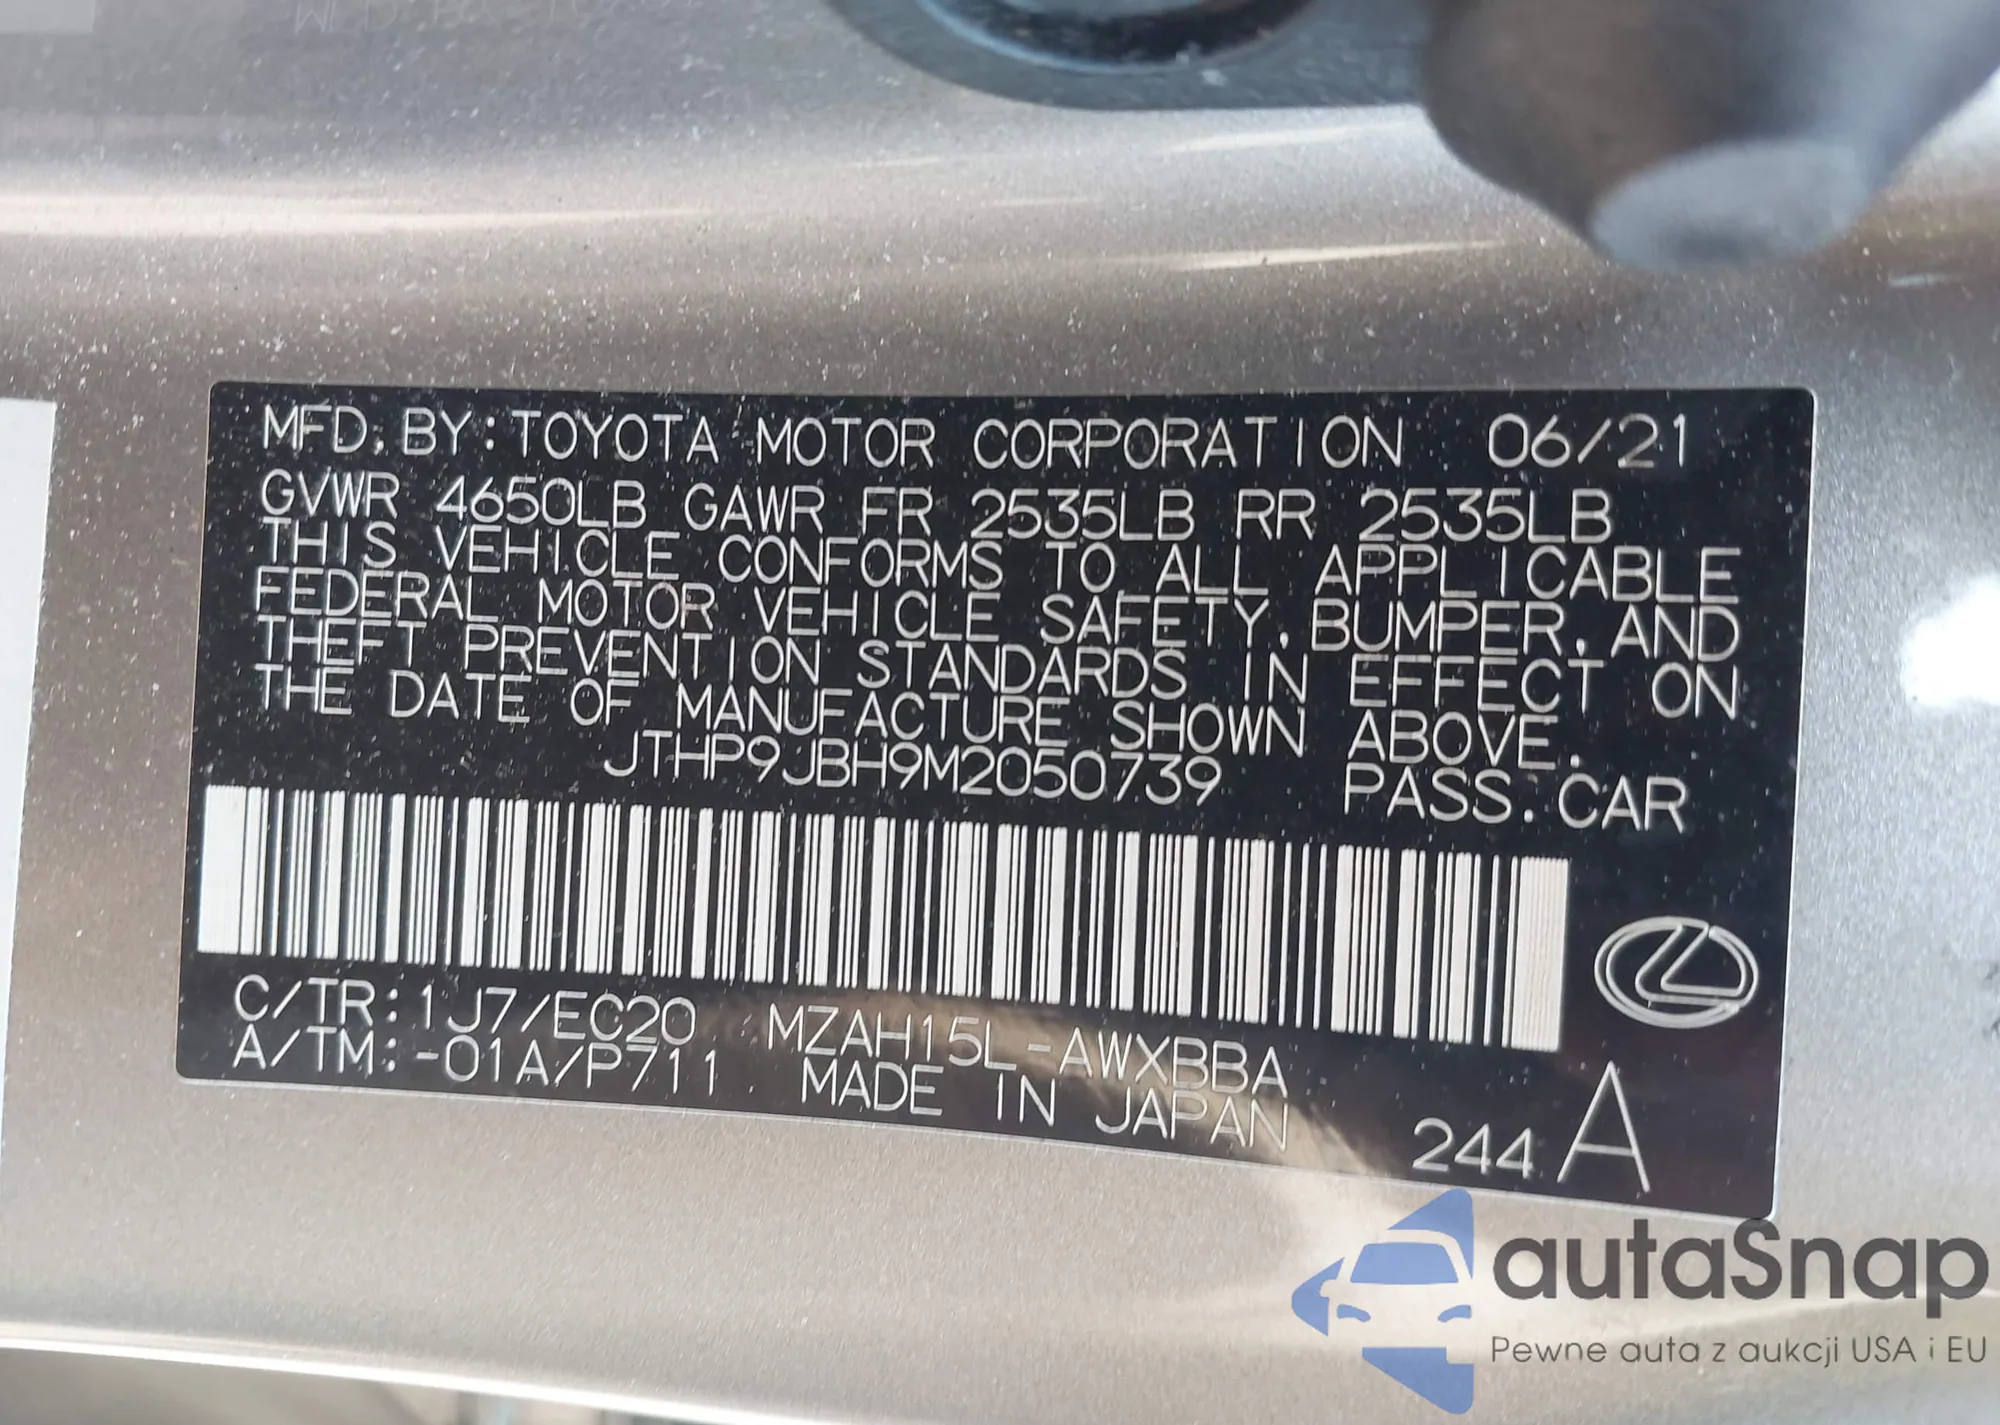 MFD. BY: TOYOTA MOTOR CORPORATION 06/21
GVWR 4650LB GAWR FR 2535LB RR 2535LB
THIS VEHICLE CONFORMS TO ALL APPLICABLE
FEDERAL MOTOR VEHICLE SAFETY, BUMPER, AND
THEFT PREVENTION STANDARDS IN EFFECT ON
THE DATE OF MANUFACTURE SHOWN ABOVE.
JTHP9JBH9M2050739 PASS. CAR
C/TR: 1J7/EC20 MZAH15L-AWXBBA
A/TM: -01A/P711 MADE IN JAPAN
244 A
autaSnap
Pewne auta z aukcji USA i EU